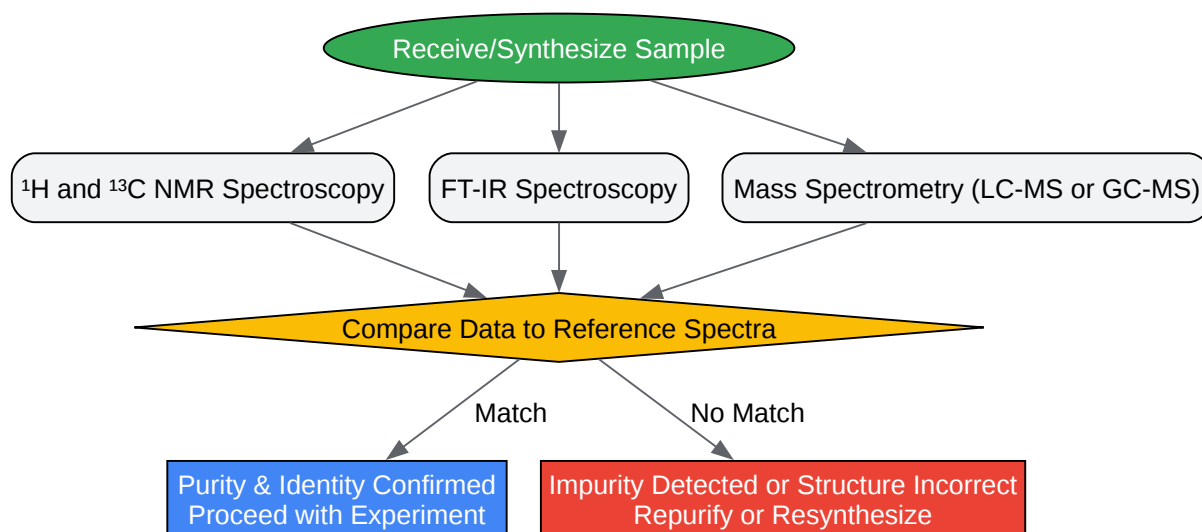 Receive/Synthesize Sample
¹H and ¹³C NMR Spectroscopy
FT-IR Spectroscopy
Mass Spectrometry (LC-MS or GC-MS)
Compare Data to Reference Spectra
Match
No Match
Purity & Identity Confirmed
Proceed with Experiment
Impurity Detected or Structure Incorrect
Repurify or Resynthesize